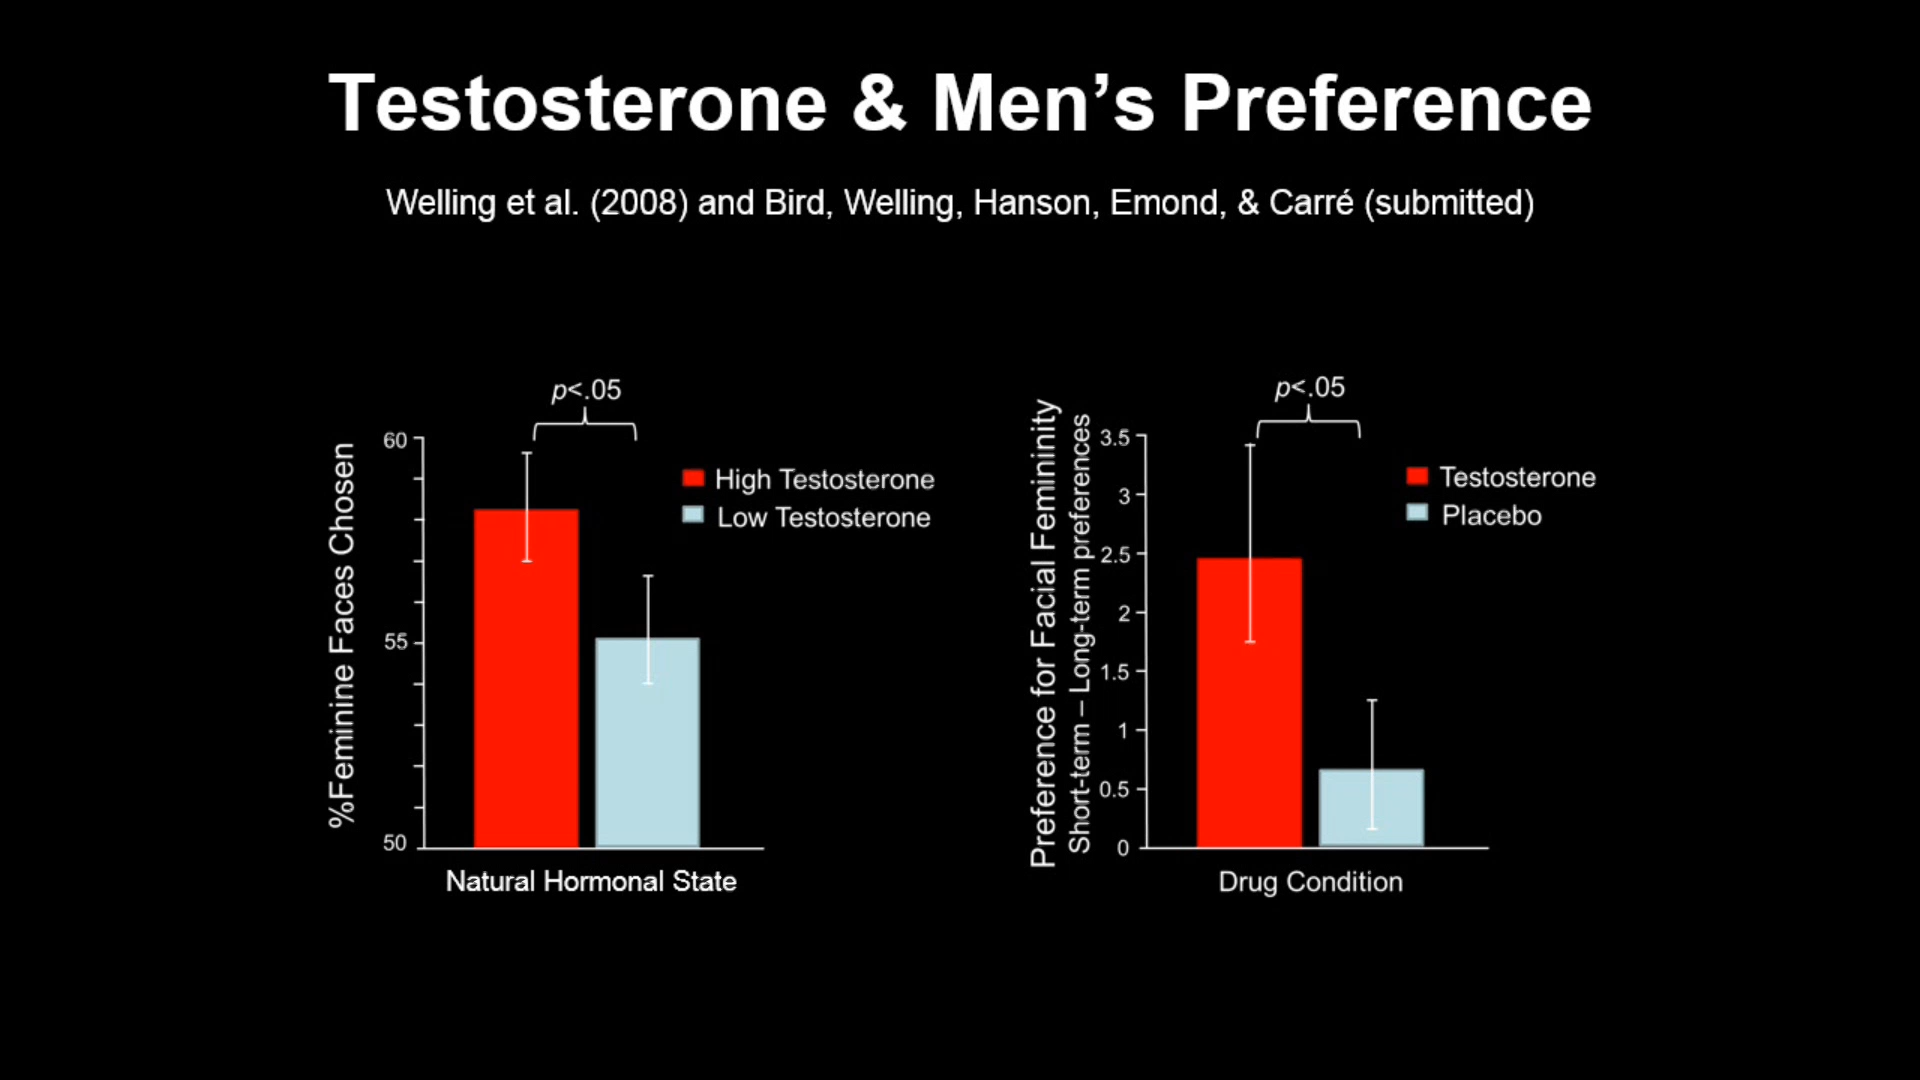 Testosterone & Men’s Preference
Welling et al. (2008) and Bird, Welling, Hanson, Emond, & Carré (submitted)
p<.05
%Feminine Faces Chosen
60
55
50
High Testosterone
Low Testosterone
Natural Hormonal State
p<.05
Preference for Facial Femininity
Short-term – Long-term preferences
3.5
3
2.5
2
1.5
1
0.5
0
Testosterone
Placebo
Drug Condition